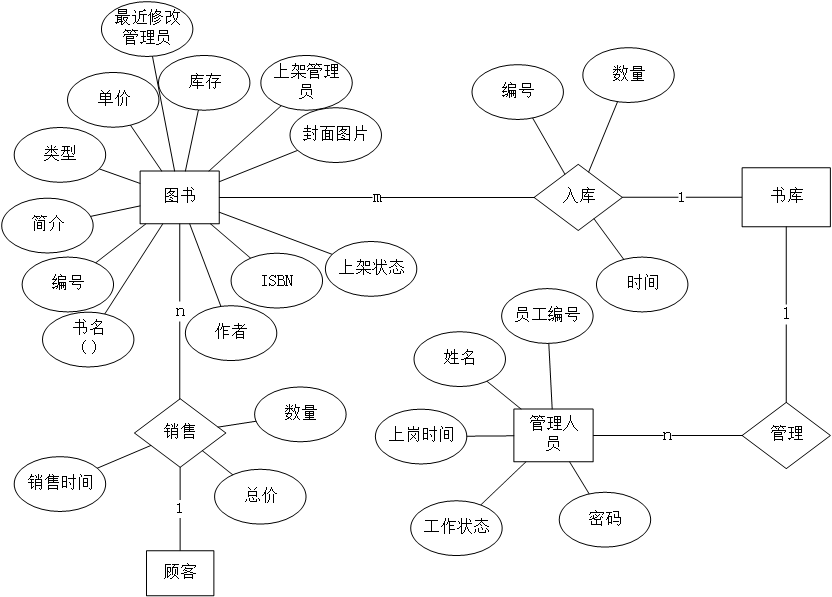 最近修改
管理员
库存
上架管理
员
单价
封面图片
类型
图书
简介
编号
书名
()
作者
ISBN
上架状态
m
编号
数量
入库
时间
1
书库
1
n
销售
数量
销售时间
总价
1
顾客
员工编号
姓名
上岗时间
管理人
员
工作状态
密码
n
管理